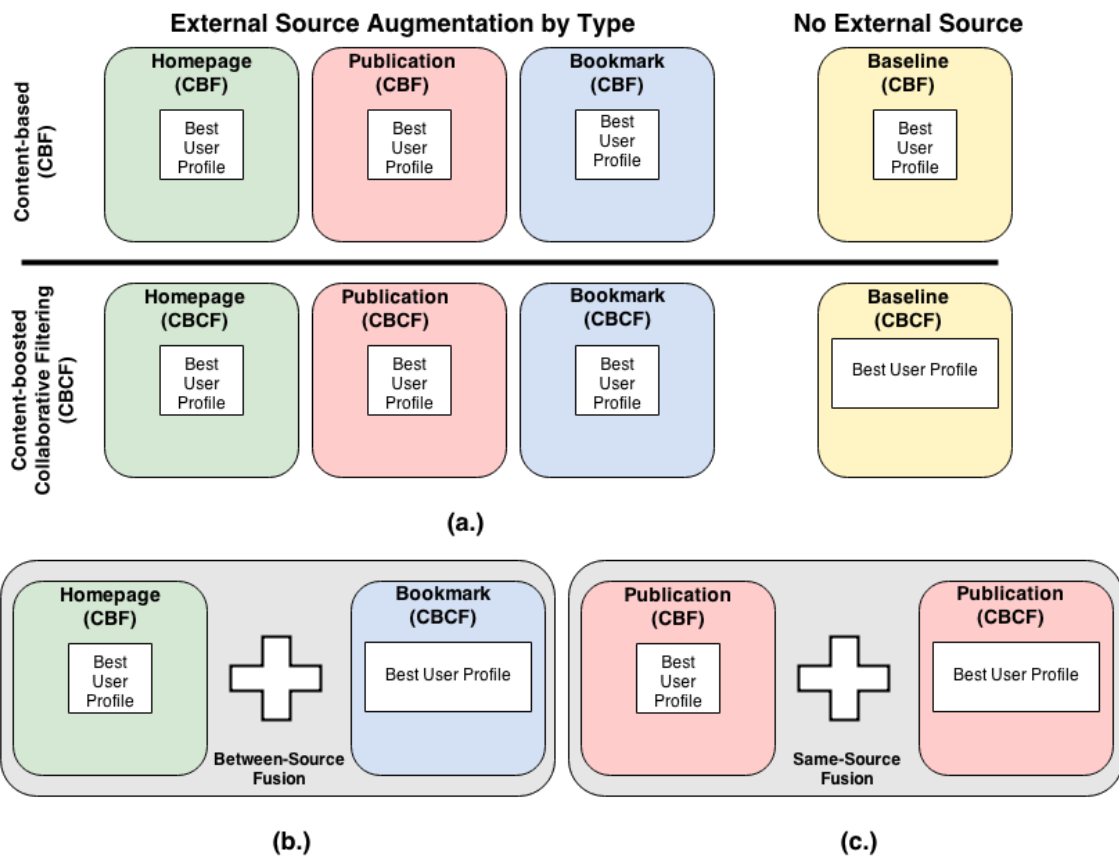 External Source Augmentation by Type
No External Source
Content-based
(CBF)
Homepage
(CBF)
Best
User
Profile
Publication
(CBF)
Best
User
Profile
Bookmark
(CBF)
Best
User
Profile
Baseline
(CBF)
Best
User
Profile
Content-boosted
Collaborative Filtering
(CBCF)
Homepage
(CBCF)
Best
User
Profile
Publication
(CBCF)
Best
User
Profile
Bookmark
(CBCF)
Best
User
Profile
Baseline
(CBCF)
Best User Profile
(a.)
Homepage
(CBF)
Best
User
Profile
Between-Source
Fusion
Bookmark
(CBCF)
Best User Profile
Publication
(CBF)
Best
User
Profile
Same-Source
Fusion
Publication
(CBCF)
Best User Profile
(b.)
(c.)